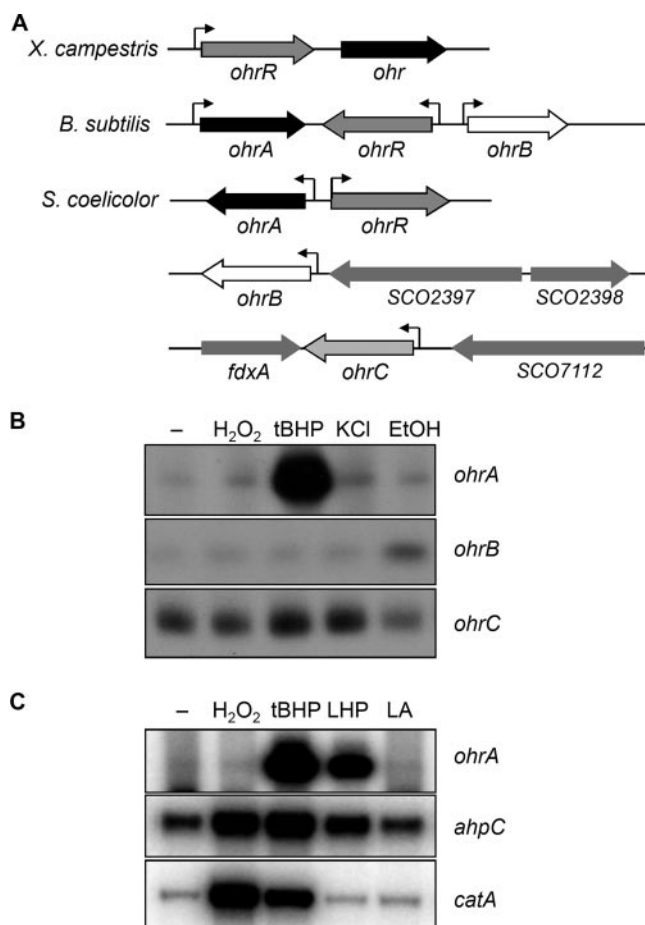 A
X. campestris
ohrR ohr
B. subtilis
ohrA ohrR ohrB
S. coelicolor
ohrA ohrR
ohrB SCO2397 SCO2398
fdxA ohrC SCO7112
B
– H₂O₂ tBHP KCl EtOH
ohrA
ohrB
ohrC
C
– H₂O₂ tBHP LHP LA
ohrA
ahpC
catA